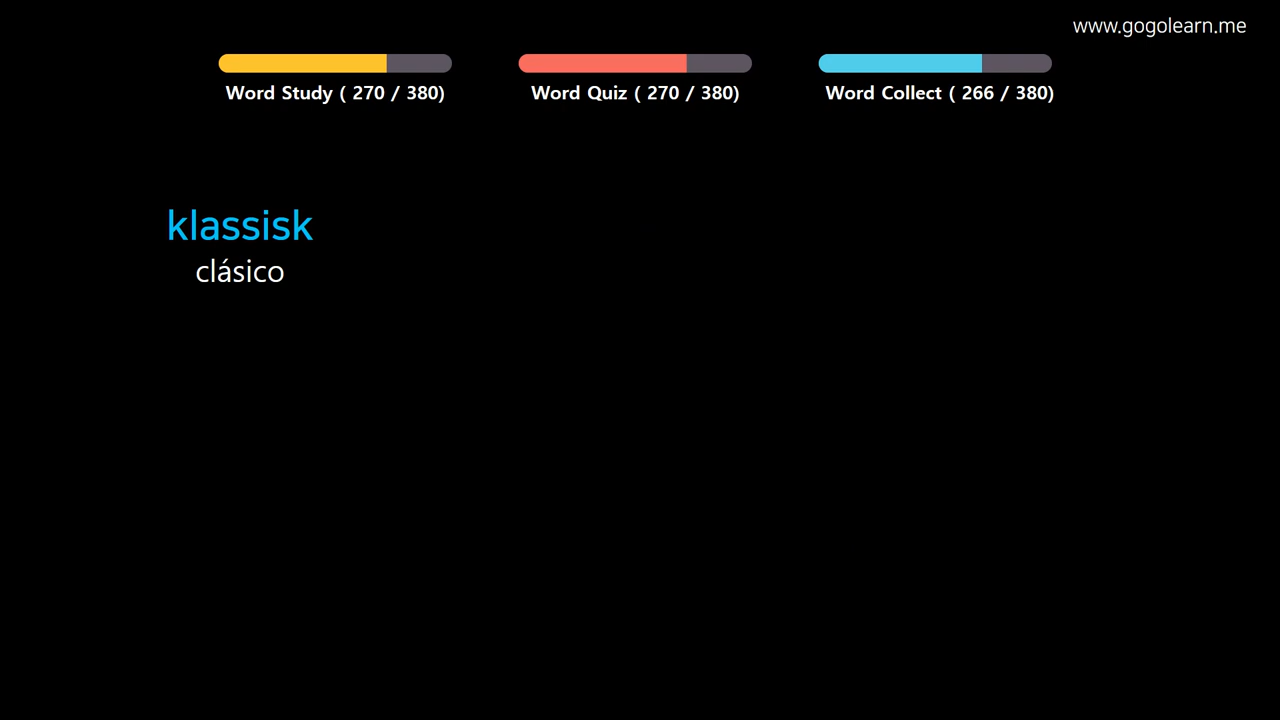 www.gogolearn.me
Word Study ( 270 / 380)
Word Quiz ( 270 / 380)
Word Collect ( 266 / 380)
klassisk
clásico